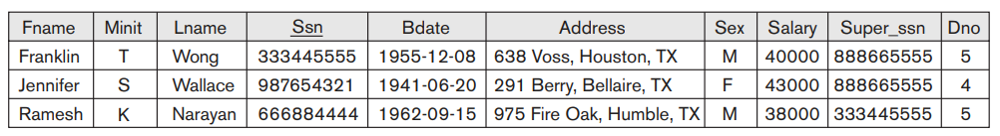 Fname Minit Lname Ssn Bdate Address Sex Salary Super_ssn Dno
Franklin T Wong 333445555 1955-12-08 638 Voss, Houston, TX M 40000 888665555 5
Jennifer S Wallace 987654321 1941-06-20 291 Berry, Bellaire, TX F 43000 888665555 4
Ramesh K Narayan 666884444 1962-09-15 975 Fire Oak, Humble, TX M 38000 333445555 5